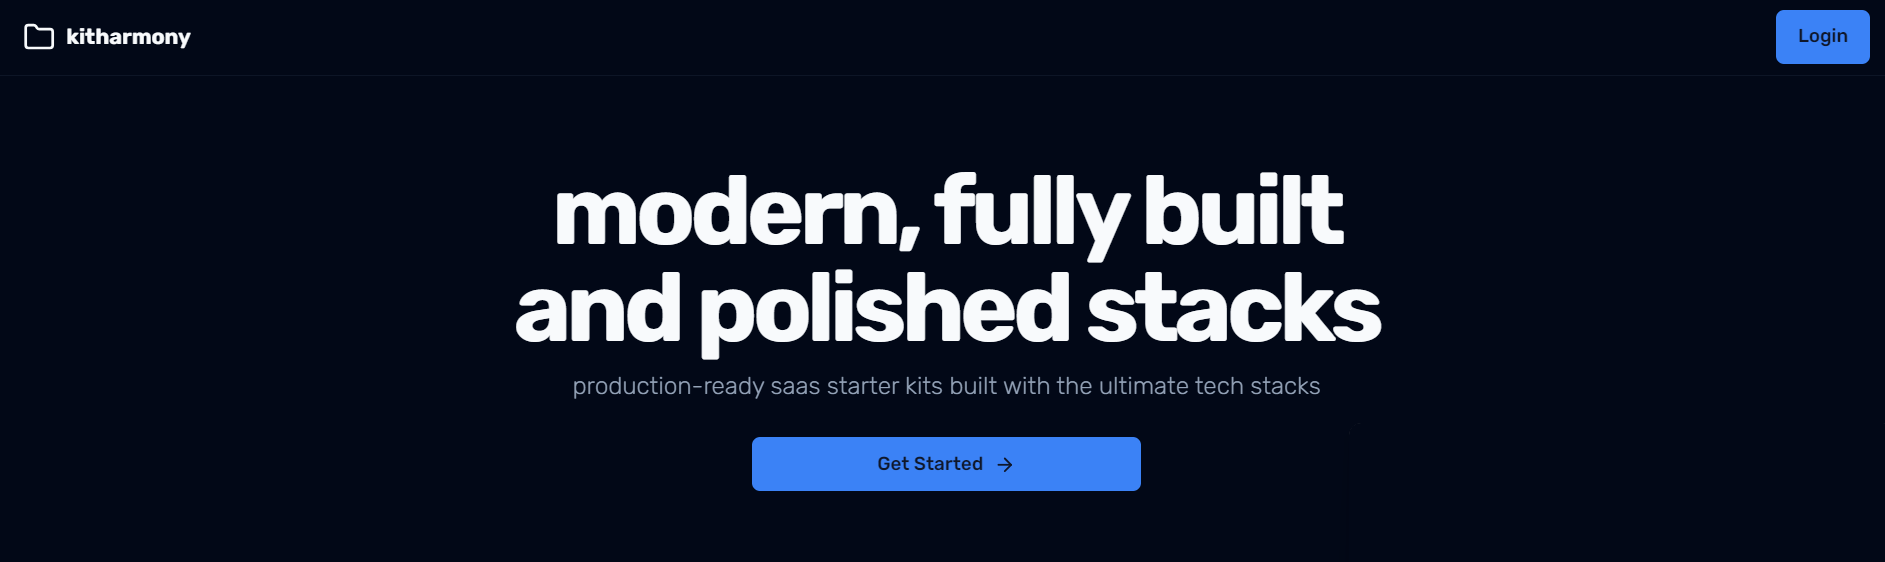 kitharmony
Login
modern, fully built
and polished stacks
production-ready saas starter kits built with the ultimate tech stacks
Get Started →